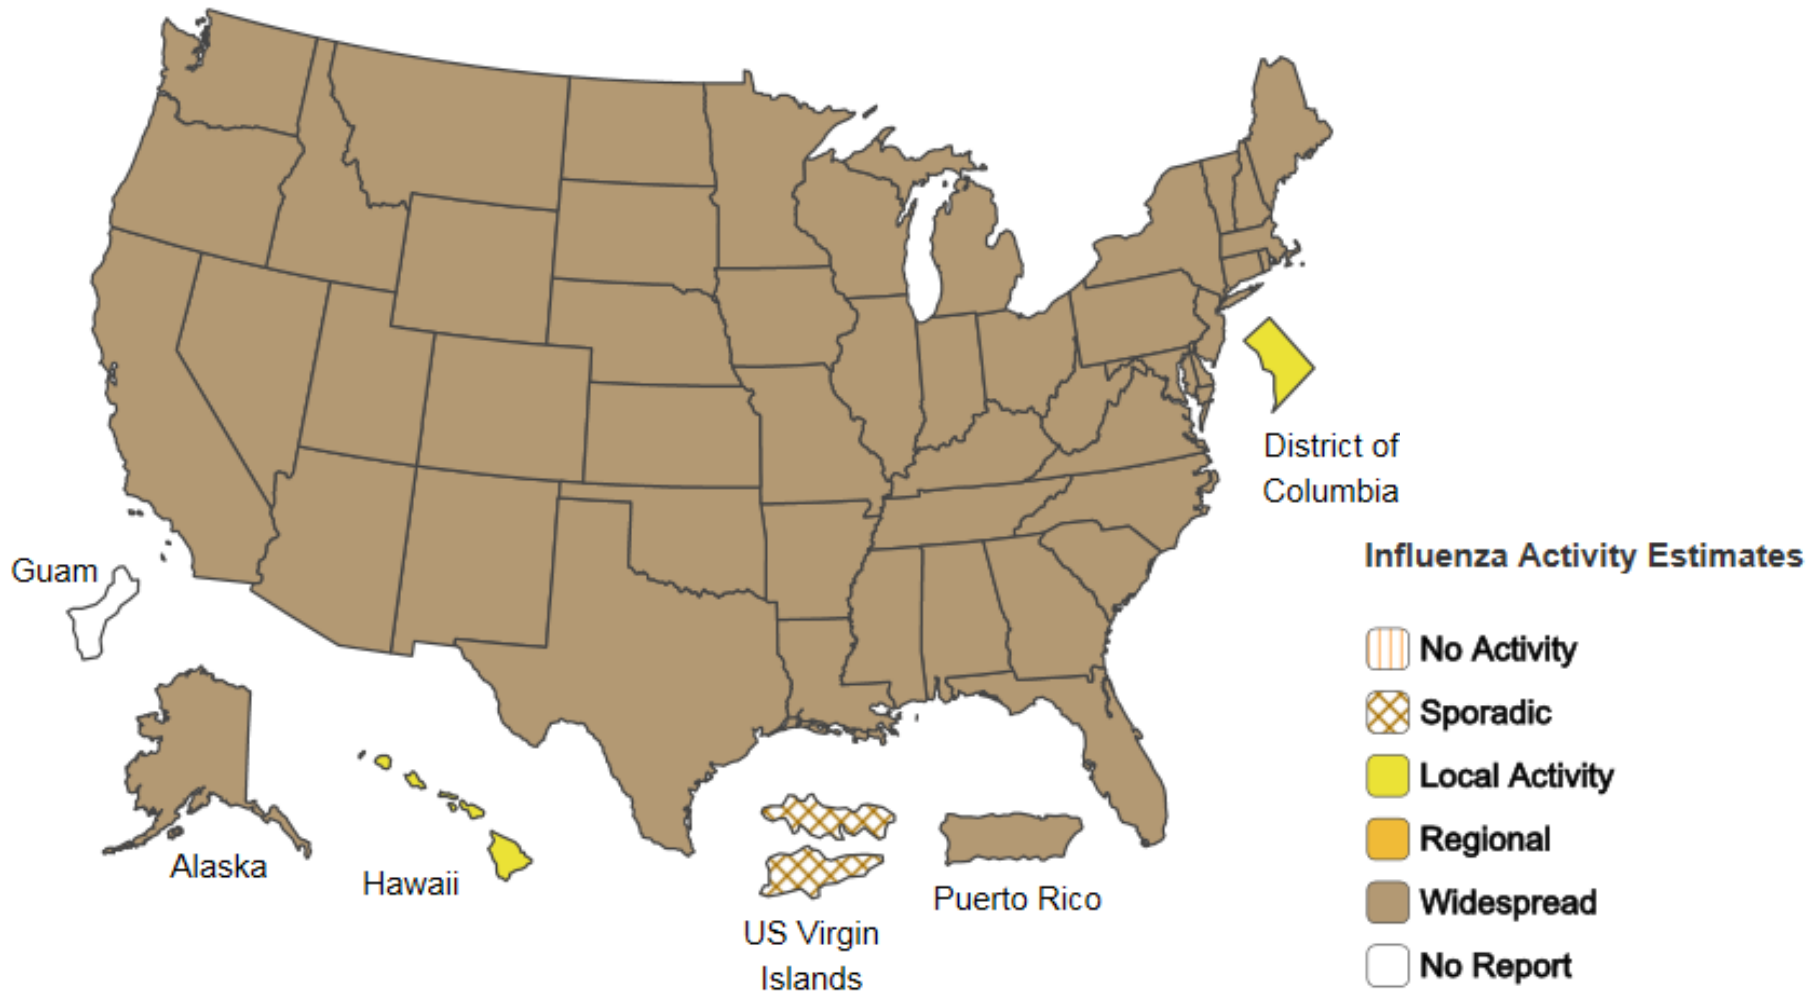 District of
Columbia
Guam
Influenza Activity Estimates
No Activity
Sporadic
Local Activity
Regional
Widespread
No Report
Alaska
Hawaii
US Virgin
Islands
Puerto Rico